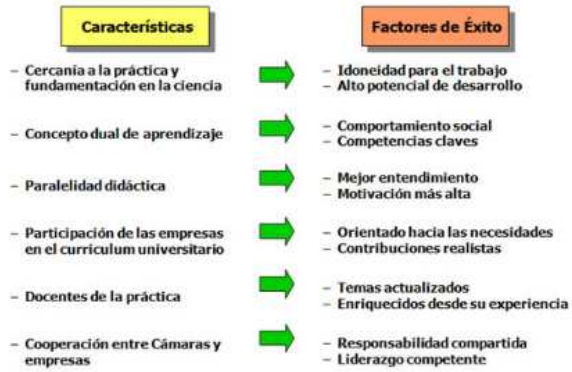 Características
Factores de Éxito
– Cercanía a la práctica y
fundamentación en la ciencia
– Idoneidad para el trabajo
– Alto potencial de desarrollo
– Concepto dual de aprendizaje
– Comportamiento social
– Competencias claves
– Paralelidad didáctica
– Mejor entendimiento
– Motivación más alta
– Participación de las empresas
en el curriculum universitario
– Orientado hacia las necesidades
– Contribuciones realistas
– Docentes de la práctica
– Temas actualizados
– Enriquecidos desde su experiencia
– Cooperación entre Cámaras y
empresas
– Responsabilidad compartida
– Liderazgo competente